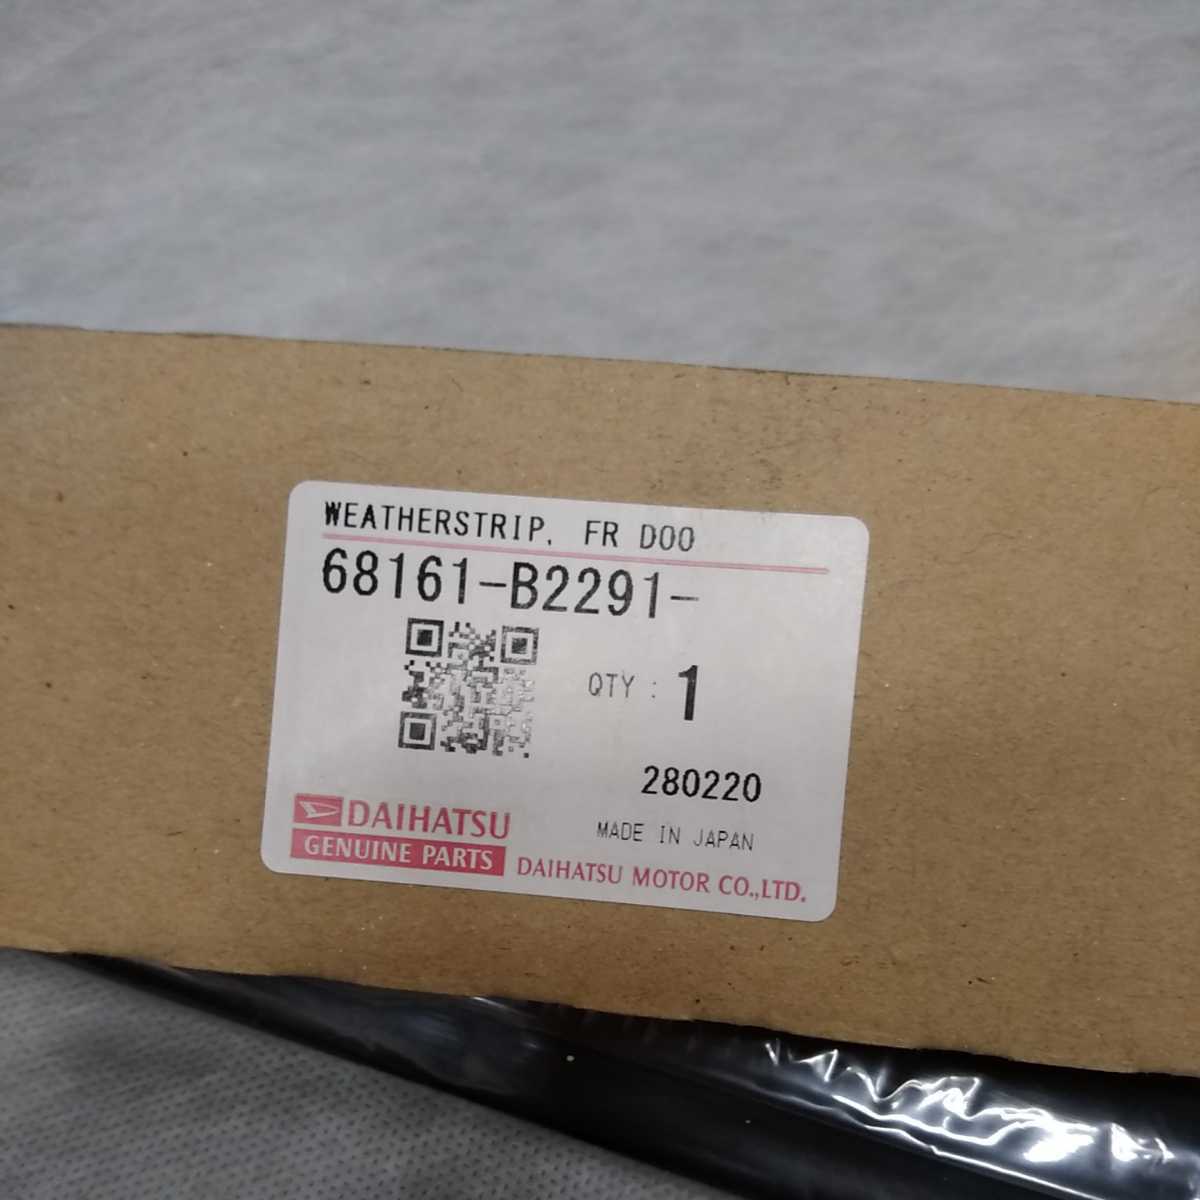 WEATHERSTRIP, FR DOO
68161-B2291-
QTY : 1
280220
MADE IN JAPAN
DAIHATSU
GENUINE PARTS
DAIHATSU MOTOR CO.,LTD.